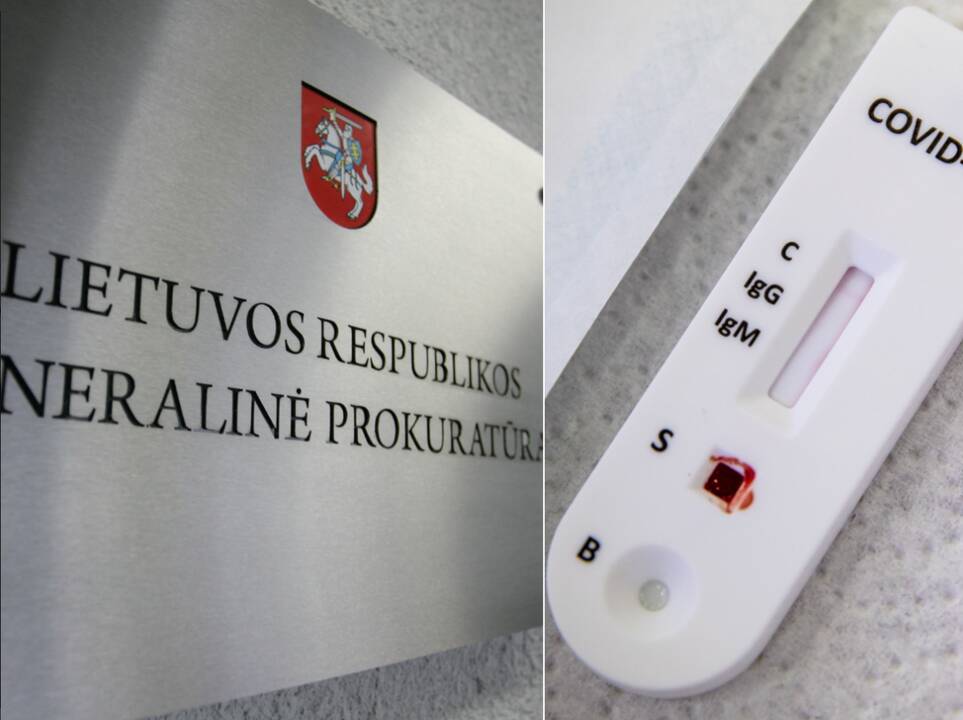 LIETUVOS RESPUBLIKOS
NERALINĖ PROKURATŪRA
COVID-
C
IgG
IgM
S
B